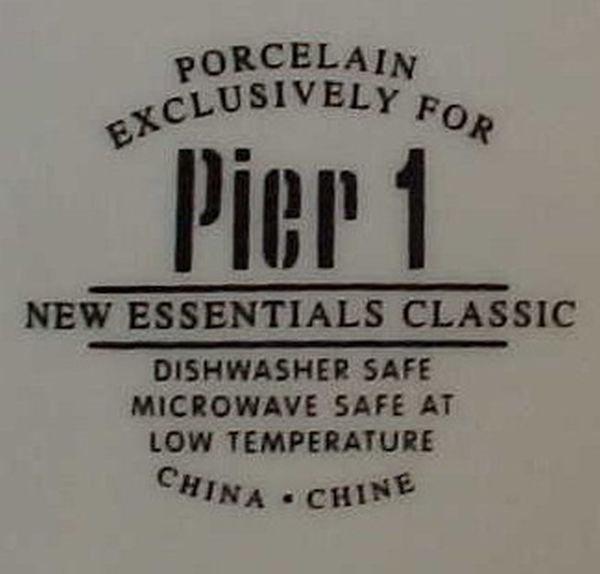 PORCELAIN
EXCLUSIVELY FOR
Pier 1
NEW ESSENTIALS CLASSIC
DISHWASHER SAFE
MICROWAVE SAFE AT
LOW TEMPERATURE
CHINA • CHINE